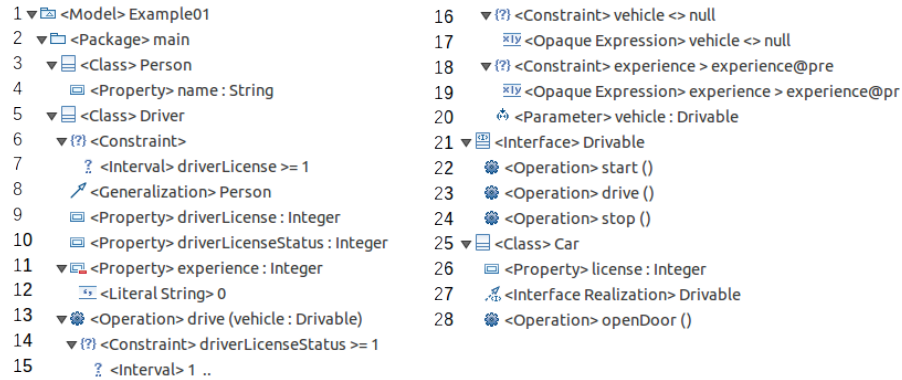 1 <Model> Example01
2 <Package> main
3 <Class> Person
4 <Property> name : String
5 <Class> Driver
6 {?} <Constraint>
7 ? <Interval> driverLicense >= 1
8 <Generalization> Person
9 <Property> driverLicense : Integer
10 <Property> driverLicenseStatus : Integer
11 <Property> experience : Integer
12 <Literal String> 0
13 <Operation> drive (vehicle : Drivable)
14 {?} <Constraint> driverLicenseStatus >= 1
15 ? <Interval> 1 ..
16 {?} <Constraint> vehicle <> null
17 x|y <Opaque Expression> vehicle <> null
18 {?} <Constraint> experience > experience@pre
19 x|y <Opaque Expression> experience > experience@pr
20 <Parameter> vehicle : Drivable
21 <Interface> Drivable
22 <Operation> start ()
23 <Operation> drive ()
24 <Operation> stop ()
25 <Class> Car
26 <Property> license : Integer
27 <Interface Realization> Drivable
28 <Operation> openDoor ()